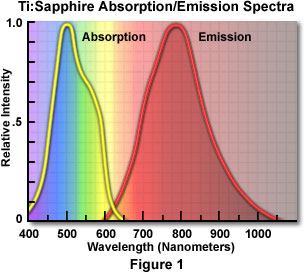 Ti:Sapphire Absorption/Emission Spectra
1.0
Absorption
Emission
Relative Intensity
.5
0
400 500 600 700 800 900 1000
Wavelength (Nanometers)
Figure 1